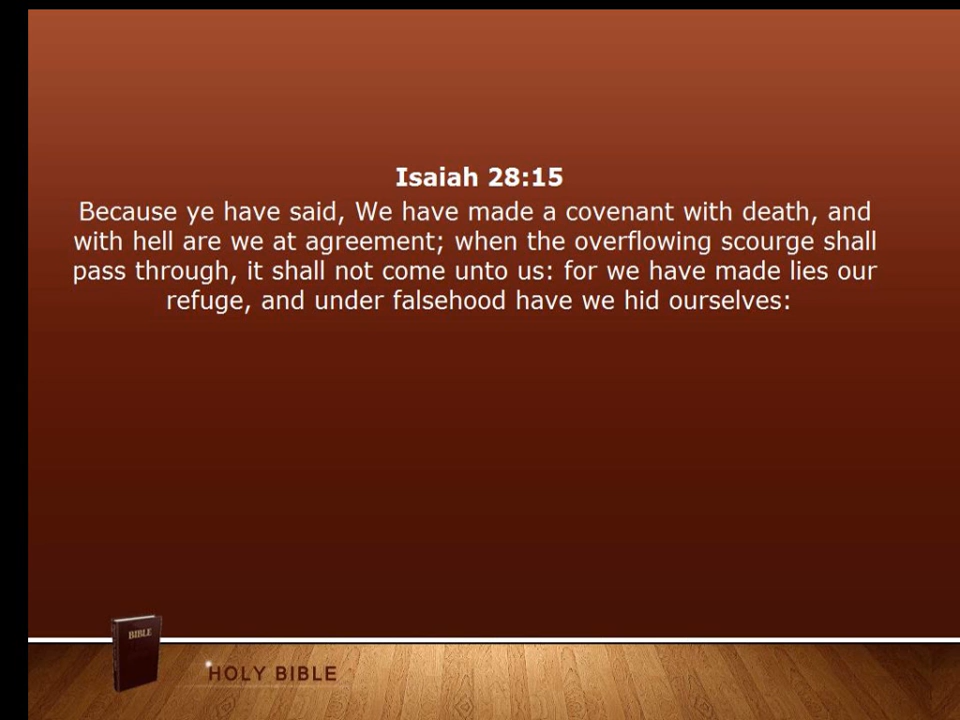 Isaiah 28:15
Because ye have said, We have made a covenant with death, and
with hell are we at agreement; when the overflowing scourge shall
pass through, it shall not come unto us: for we have made lies our
refuge, and under falsehood have we hid ourselves:
BIBLE
HOLY BIBLE